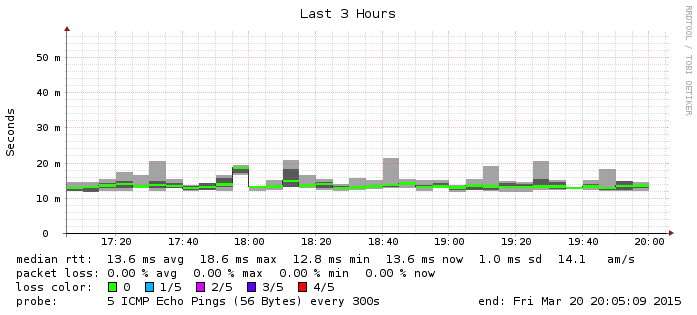 Last 3 Hours
RRDTOOL / TOBI OETIKER
Seconds
50 m
40 m
30 m
20 m
10 m
0
17:20 17:40 18:00 18:20 18:40 19:00 19:20 19:40 20:00
median rtt: 13.6 ms avg 18.6 ms max 12.8 ms min 13.6 ms now 1.0 ms sd 14.1 am/s
packet loss: 0.00 % avg 0.00 % max 0.00 % min 0.00 % now
loss color: 0 1/5 2/5 3/5 4/5
probe: 5 ICMP Echo Pings (56 Bytes) every 300s end: Fri Mar 20 20:05:09 2015